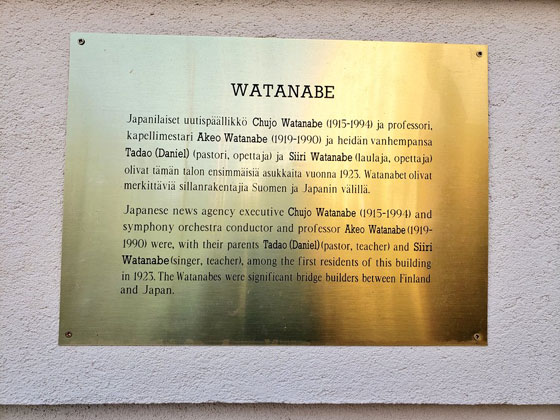 WATANABE
Japanilaiset uutispäällikkö Chujo Watanabe (1915-1994) ja professori,
kapellimestari Akeo Watanabe (1919-1990) ja heidän vanhempansa
Tadao (Daniel) (pastori, opettaja) ja Siiri Watanabe (laulaja, opettaja)
olivat tämän talon ensimmäisiä asukkaita vuonna 1923. Watanabet olivat
merkittäviä sillanrakentajia Suomen ja Japanin välillä.
Japanese news agency executive Chujo Watanabe (1915-1994) and
symphony orchestra conductor and professor Akeo Watanabe (1919-
1990) were, with their parents Tadao (Daniel) (pastor, teacher) and Siiri
Watanabe (singer, teacher), among the first residents of this building
in 1923. The Watanabes were significant bridge builders between Finland
and Japan.